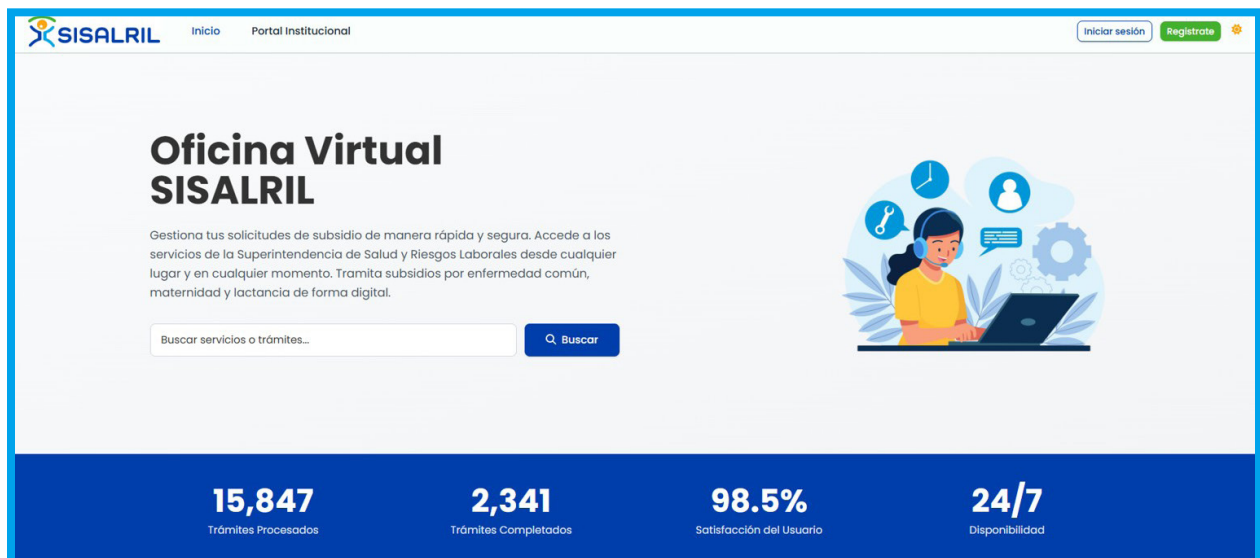 SISALRIL
Inicio
Portal Institucional
Iniciar sesión
Registrate
Oficina Virtual
SISALRIL
Gestiona tus solicitudes de subsidio de manera rápida y segura. Accede a los
servicios de la Superintendencia de Salud y Riesgos Laborales desde cualquier
lugar y en cualquier momento. Tramita subsidios por enfermedad común,
maternidad y lactancia de forma digital.
Buscar servicios o trámites...
Buscar
15,847
Trámites Procesados
2,341
Trámites Completados
98.5%
Satisfacción del Usuario
24/7
Disponibilidad